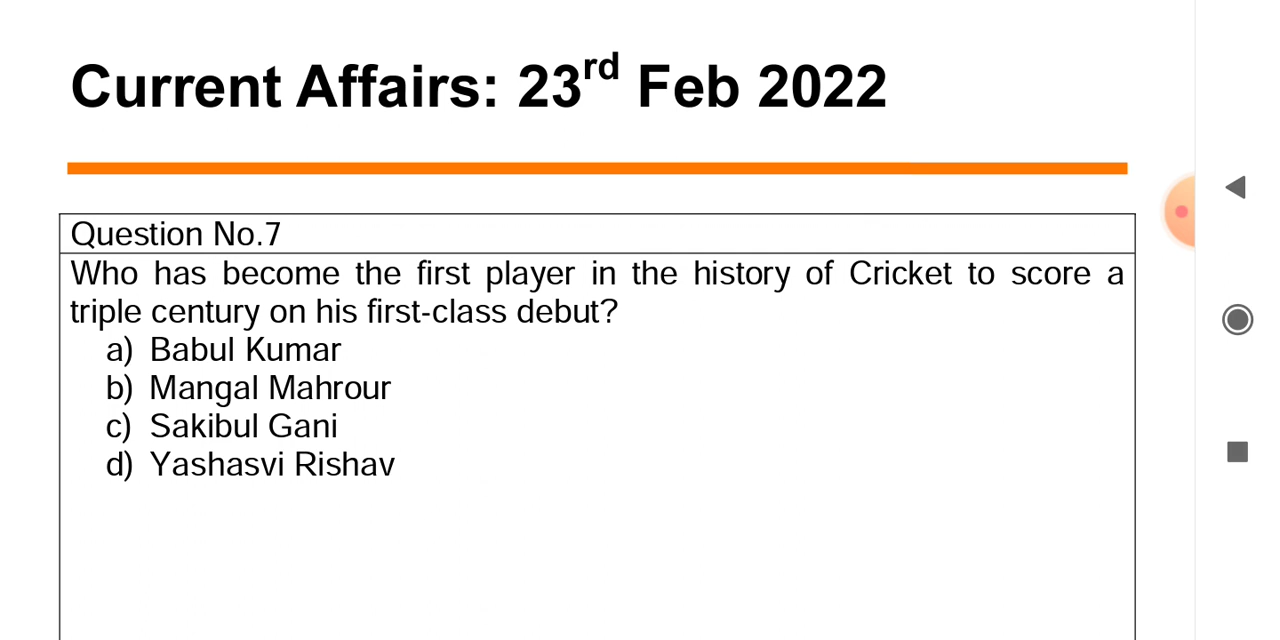 Current Affairs: 23rd Feb 2022
Question No.7
Who has become the first player in the history of Cricket to score a
triple century on his first-class debut?
a) Babul Kumar
b) Mangal Mahrour
c) Sakibul Gani
d) Yashasvi Rishav